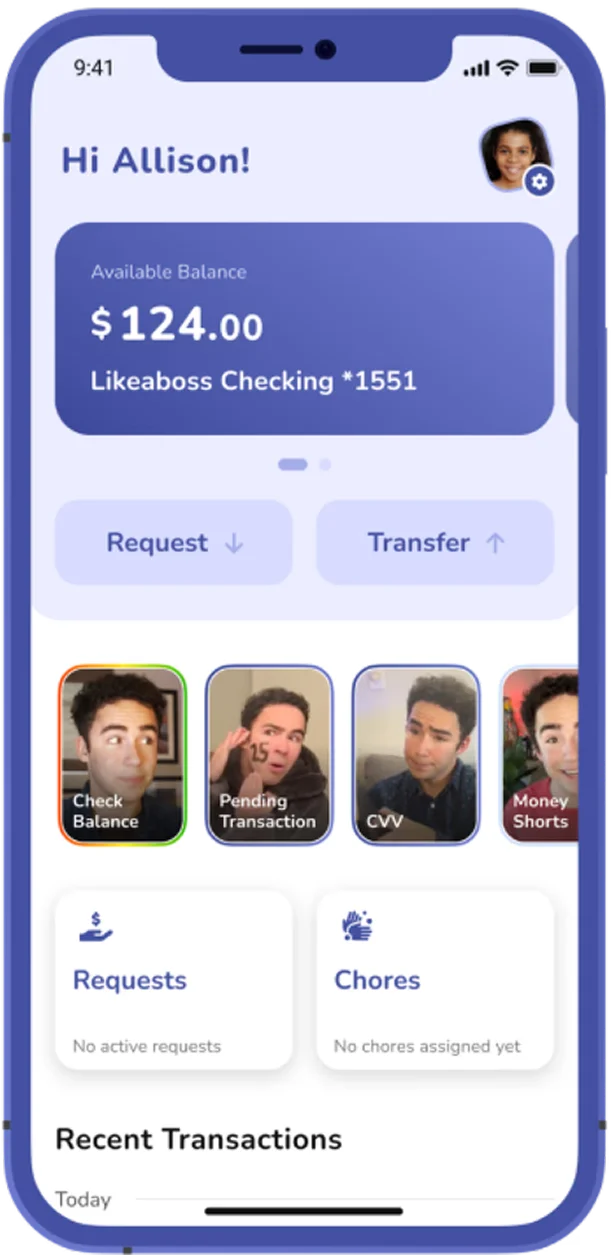 9:41
Hi Allison!
Available Balance
$124.00
Likeaboss Checking *1551
Request ↓
Transfer ↑
Check
Balance
15
Pending
Transaction
CVV
Money
Shorts
$
Requests
No active requests
Chores
No chores assigned yet
Recent Transactions
Today